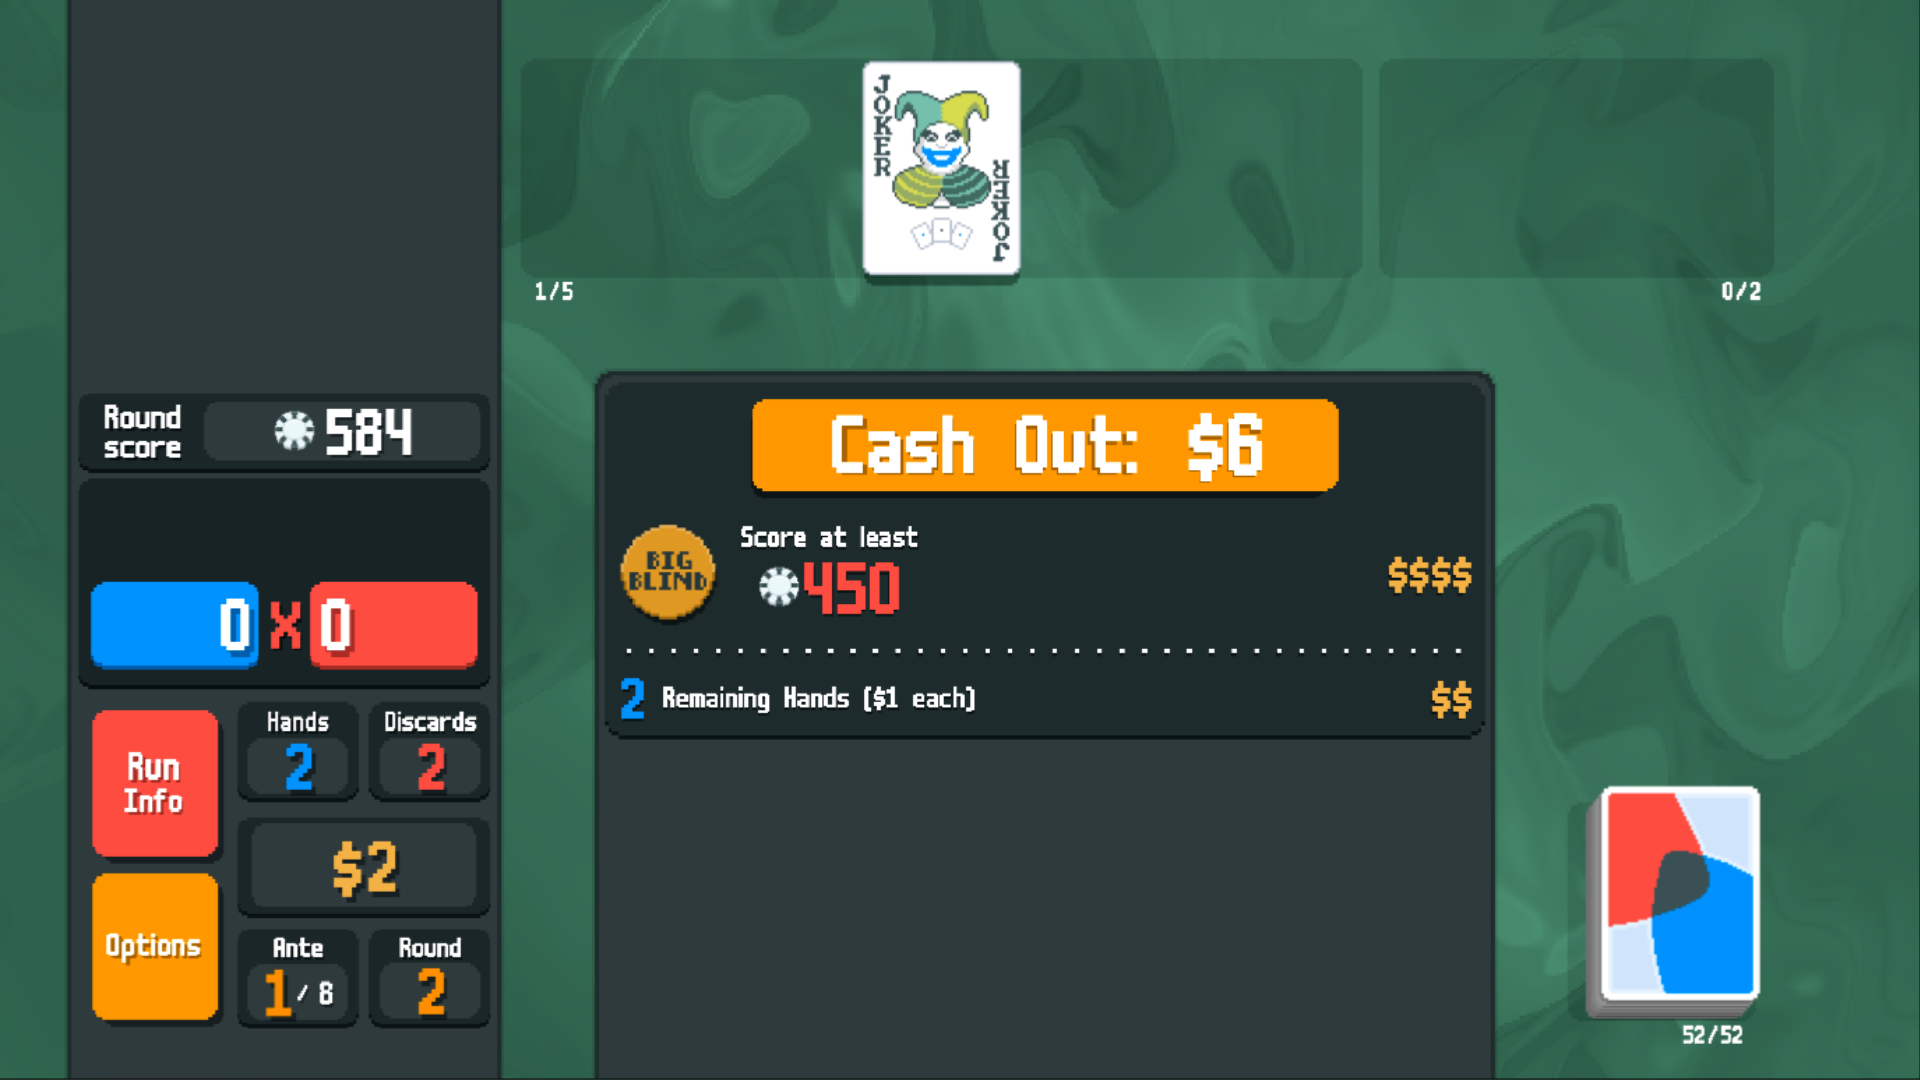 JOKER
JOKER
1/5
0/2
Round
score
584
0 X 0
Run
Info
Hands
2
Discards
2
$2
Options
Ante
1/8
Round
2
Cash Out: $6
BIG
BLIND
Score at least
450
$$$$
2 Remaining Hands ($1 each)
$$
52/52